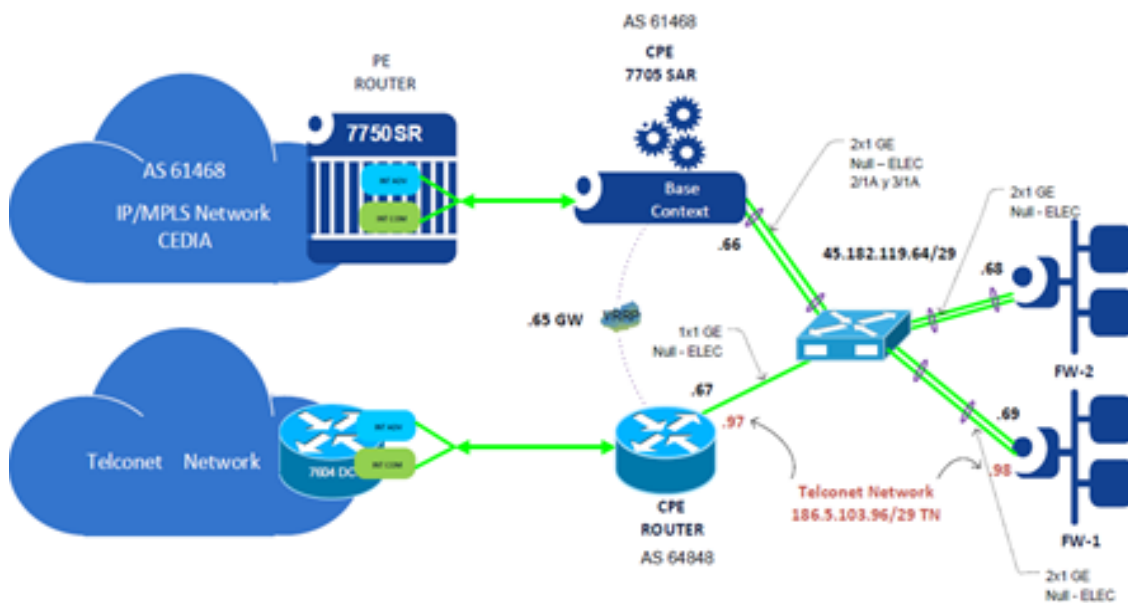 AS 61468
CPE
7705 SAR
PE
ROUTER
7750SR
AS 61468
IP/MPLS Network
CEDIA
INT ADV
INT COM
Base
Context
2x1 GE
Null – ELEC
2/1A y 3/1A
2x1 GE
Null - ELEC
.66
45.182.119.64/29
.68
FW-2
.65 GW
VRRP
1x1 GE
Null - ELEC
.67
.97
.69
.98
Telconet Network
INT ADV
INT COM
7604 DC
CPE
ROUTER
AS 64848
Telconet Network
186.5.103.96/29 TN
FW-1
2x1 GE
Null - ELEC